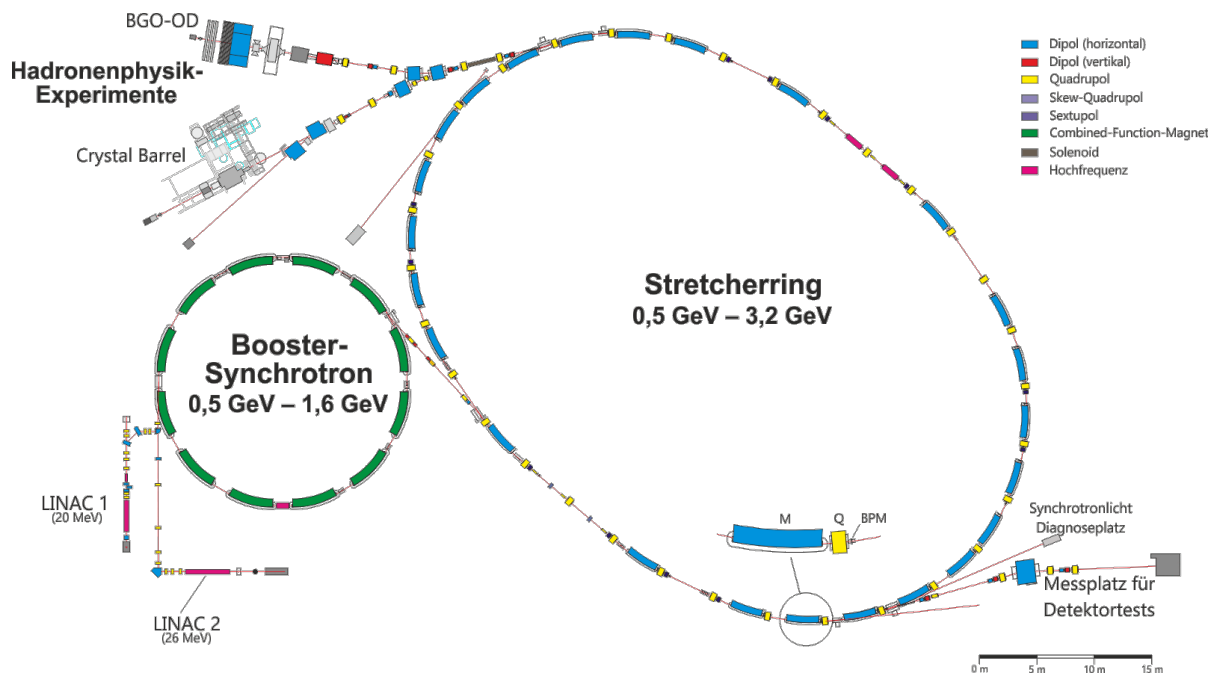 BGO-OD
Hadronenphysik-
Experimente
Crystal Barrel
Dipol (horizontal)
Dipol (vertikal)
Quadrupol
Skew-Quadrupol
Sextupol
Combined-Function-Magnet
Solenoid
Hochfrequenz
Stretcherring
0,5 GeV – 3,2 GeV
Booster-
Synchrotron
0,5 GeV – 1,6 GeV
LINAC 1
(20 MeV)
LINAC 2
(26 MeV)
M Q BPM
Synchrotronlicht
Diagnoseplatz
Messplatz für
Detektortests
0 m 5 m 10 m 15 m